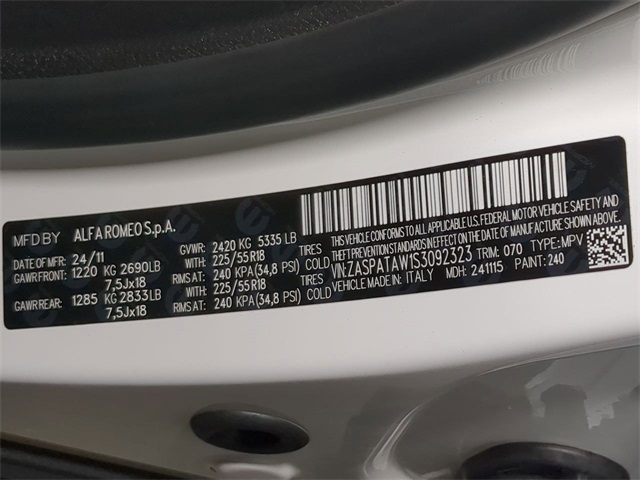 MFD BY ALFA ROMEO S.p.A.
DATE OF MFR 24/11 GVWR: 2420 KG 5335 LB
GAWR FRONT: 1220 KG 2690LB WITH: 225/55R18 TIRES
7,5Jx18 RIMS AT: 240 KPA(34,8 PSI) COLD
GAWR REAR: 1285 KG 2833LB WITH: 225/55R18 TIRES
7,5Jx18 RIMS AT: 240 KPA(34,8 PSI) COLD
THIS VEHICLE CONFORMS TO ALL APPLICABLE U.S. FEDERAL MOTOR VEHICLE SAFETY AND
THEFT PREVENTION STANDARDS IN EFFECT ON THE DATE OF MANUFACTURE SHOWN ABOVE
VIN:ZASPATAW1S3092323 TRIM: 070 TYPE: MPV
VEHICLE MADE IN: ITALY MDH: 241115 PAINT: 240